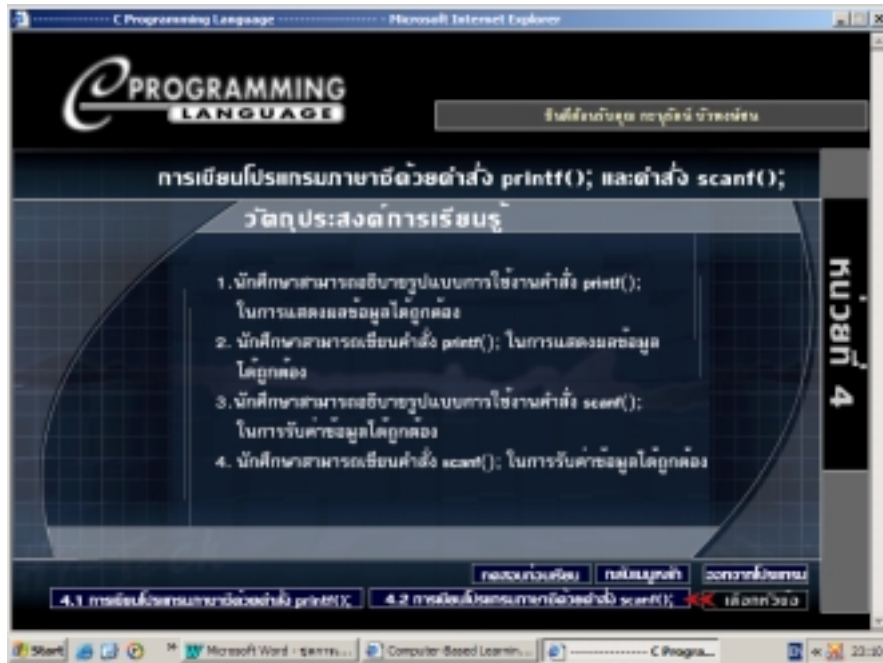 C Programming Language - Microsoft Internet Explorer
C PROGRAMMING
LANGUAGE
ยินดีต้อนรับคุณ
การเขียนโปรแกรมภาษาซีด้วยคำสั่ง printf(); และคำสั่ง scanf();
วัตถุประสงค์การเรียนรู้
หน่วยที่ 4
1.นักศึกษาสามารถอธิบายรูปแบบการใช้งานคำสั่ง printf();
ในการแสดงผลข้อมูลได้ถูกต้อง
2. นักศึกษาสามารถเขียนคำสั่ง printf(); ในการแสดงผลข้อมูล
ได้ถูกต้อง
3.นักศึกษาสามารถอธิบายรูปแบบการใช้งานคำสั่ง scanf();
ในการรับค่าข้อมูลได้ถูกต้อง
4. นักศึกษาสามารถเขียนคำสั่ง scanf(); ในการรับค่าข้อมูลได้ถูกต้อง
ทดสอบก่อนเรียน กลับเมนูหลัก ออกจากโปรแกรม
4.1 การเขียนโปรแกรมภาษาซีด้วยคำสั่ง printf(); 4.2 การเขียนโปรแกรมภาษาซีด้วยคำสั่ง scanf(); เลือกหัวข้อ
Start Microsoft Word - Computer Based Learnin... C Progra... 23:10